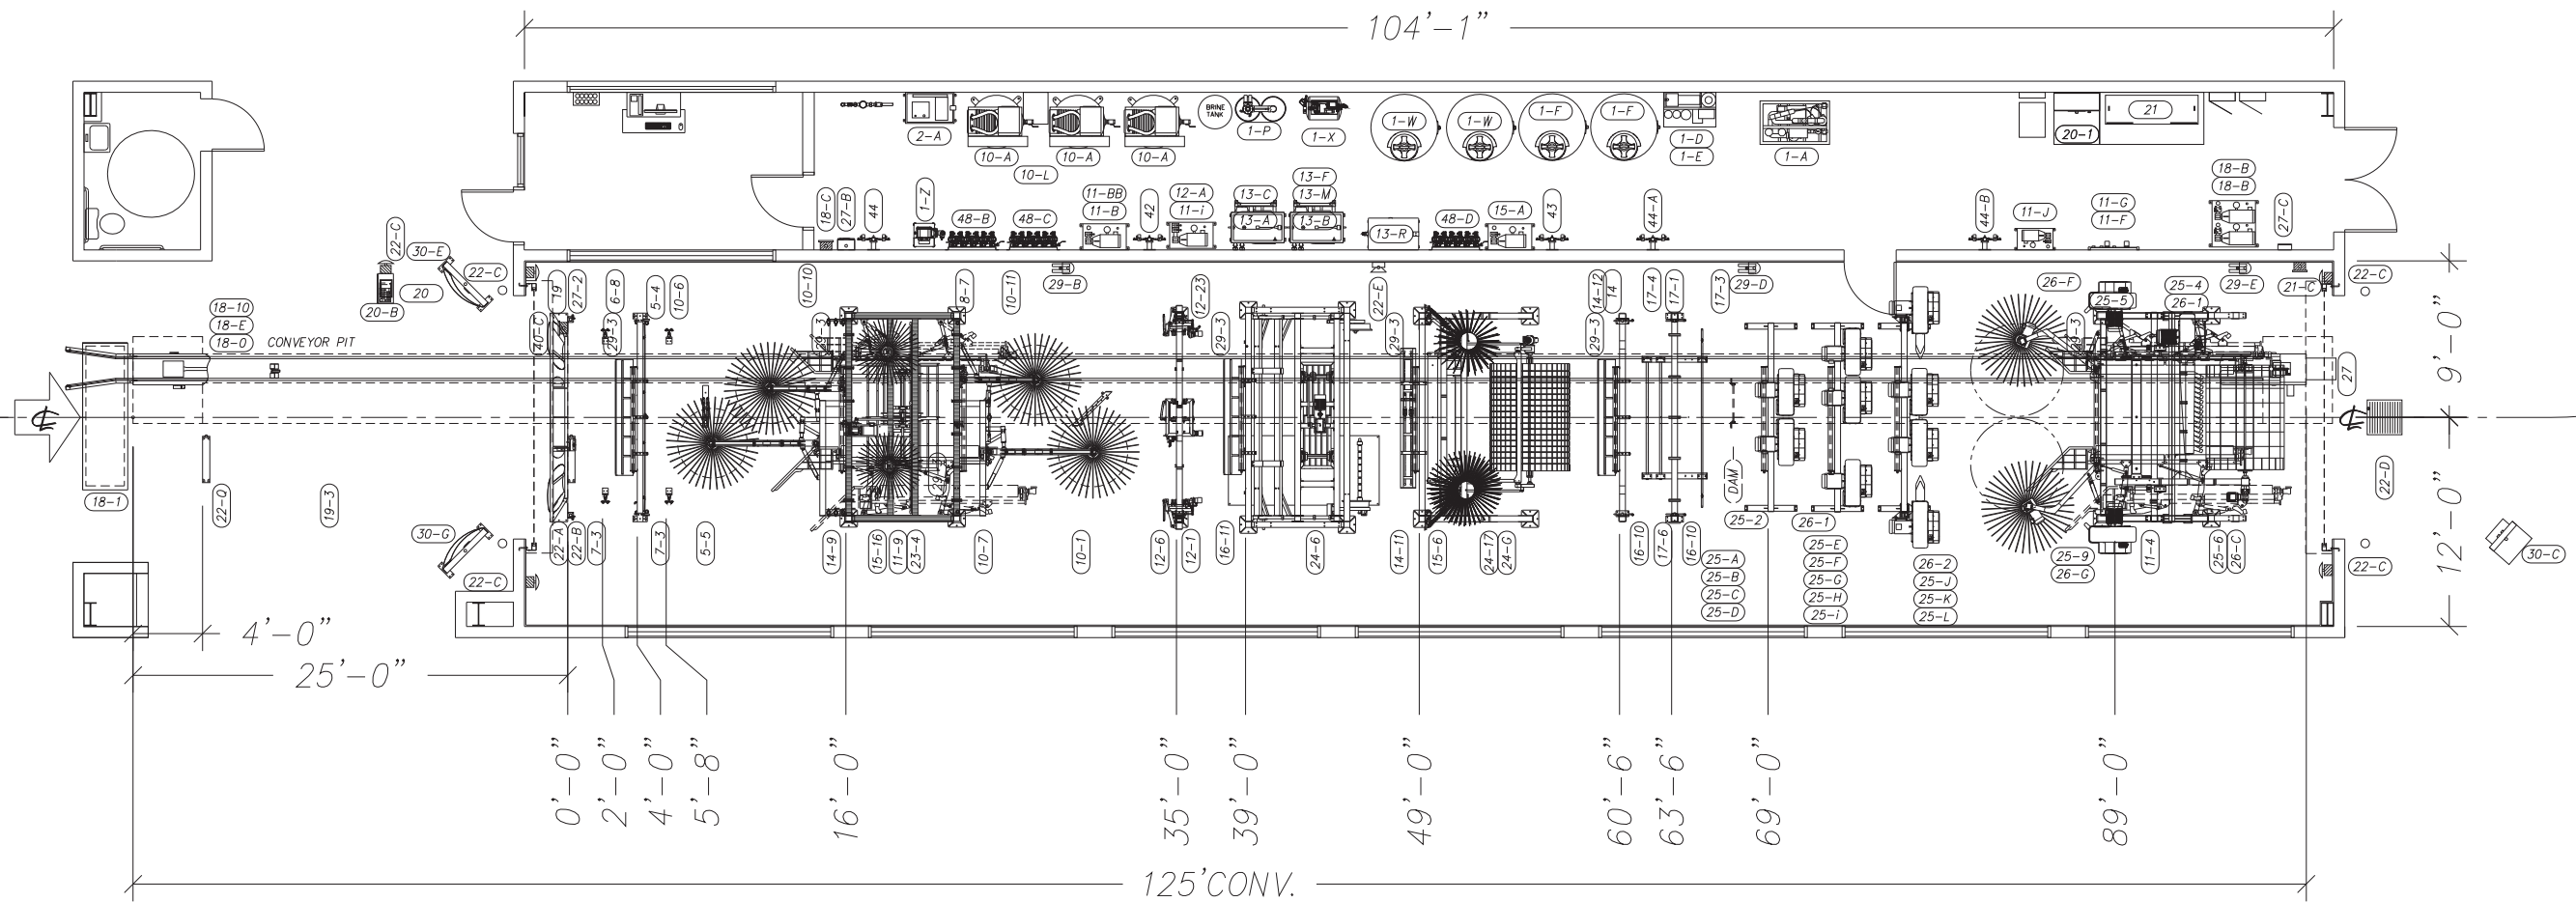 104'-1"
BRINE
TANK
2-A
10-A
10-A
10-A
10-L
1-P
1-X
1-W
1-W
1-F
1-F
1-D
1-E
1-A
20-1
21
18-C
27-B
44
1-Z
48-B
48-C
11-BB
11-B
42
12-A
11-i
13-C
13-A
13-F
13-M
13-B
13-R
48-D
15-A
43
44-A
44-B
11-J
11-G
11-F
18-B
18-B
27-C
22-C
30-E
22-C
20
20-B
19
27-2
6-8
5-4
10-6
10-10
8-7
10-11
29-B
12-23
22-E
14-12
14
17-4
17-1
17-3
29-D
26-F
25-5
25-4
26-1
29-E
21-C
22-C
18-10
18-E
18-0
CONVEYOR PIT
40-C
29-3
29-3
29-3
29-3
29-3
29-3
29-3
27
9'-0"
℄
℄
DAM
18-1
22-Q
19-3
30-G
22-C
22-A
22-B
7-3
7-3
5-5
14-9
15-16
11-9
23-4
10-7
10-1
12-6
12-1
16-11
24-6
14-11
15-6
24-17
24-G
16-10
17-6
16-10
25-2
25-A
25-B
25-C
25-D
26-1
25-E
25-F
25-G
25-H
25-i
26-2
25-J
25-K
25-L
25-9
26-G
11-4
25-6
26-C
22-D
22-C
30-C
12'-0"
4'-0"
25'-0"
0'-0"
2'-0"
4'-0"
5'-8"
16'-0"
35'-0"
39'-0"
49'-0"
60'-6"
63'-6"
69'-0"
89'-0"
125'CONV.